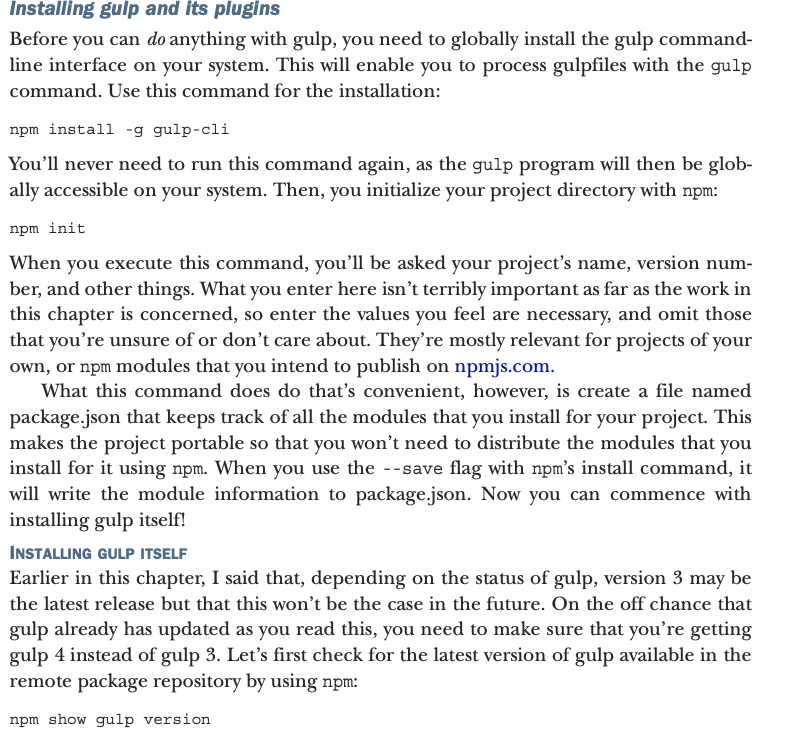 Installing gulp and its plugins
Before you can do anything with gulp, you need to globally install the gulp command-
line interface on your system. This will enable you to process gulpfiles with the gulp
command. Use this command for the installation:
npm install -g gulp-cli
You'll never need to run this command again, as the gulp program will then be glob-
ally accessible on your system. Then, you initialize your project directory with npm:
npm init
When you execute this command, you'll be asked your project's name, version num-
ber, and other things. What you enter here isn't terribly important as far as the work in
this chapter is concerned, so enter the values you feel are necessary, and omit those
that you're unsure of or don't care about. They're mostly relevant for projects of your
own, or npm modules that you intend to publish on npmjs.com.
What this command does do that's convenient, however, is create a file named
package.json that keeps track of all the modules that you install for your project. This
makes the project portable so that you won't need to distribute the modules that you
install for it using npm. When you use the --save flag with npm's install command, it
will write the module information to package.json. Now you can commence with
installing gulp itself!
INSTALLING GULP ITSELF
Earlier in this chapter, I said that, depending on the status of gulp, version 3 may be
the latest release but that this won't be the case in the future. On the off chance that
gulp already has updated as you read this, you need to make sure that you're getting
gulp 4 instead of gulp 3. Let's first check for the latest version of gulp available in the
remote package repository by using npm:
npm show gulp version